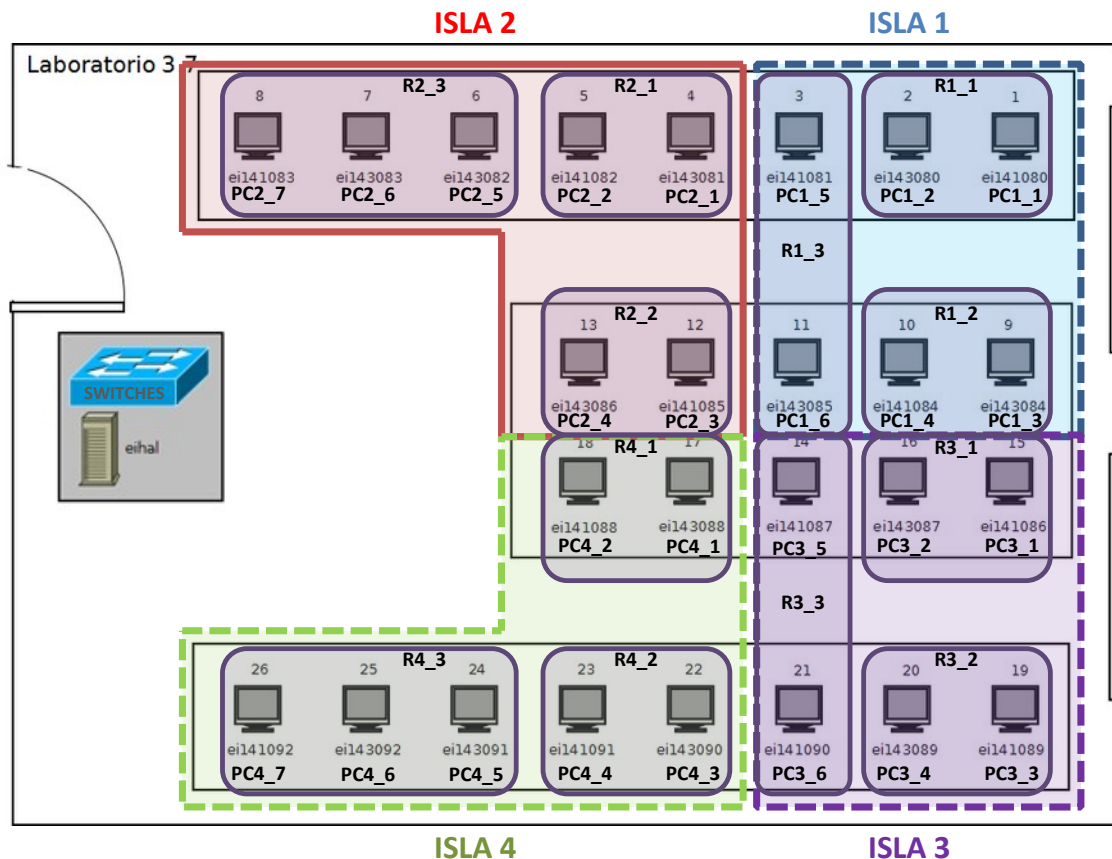 ISLA 2 ISLA 1
Laboratorio 3 7
R2_3 R2_1 R1_1
8 7 6 5 4 3 2 1
ei141083 ei143083 ei143082 ei141082 ei143081 ei141081 ei143080 ei141080
PC2_7 PC2_6 PC2_5 PC2_2 PC2_1 PC1_5 PC1_2 PC1_1
R1_3
R2_2 R1_2
13 12 11 10 9
SWITCHES
ei143086 ei141085 ei143085 ei141084 ei143084
PC2_4 PC2_3 PC1_6 PC1_4 PC1_3
eihal
R4_1 R3_1
18 17 14 16 15
ei141088 ei143088 ei141087 ei143087 ei141086
PC4_2 PC4_1 PC3_5 PC3_2 PC3_1
R3_3
R4_3 R4_2 R3_2
26 25 24 23 22 21 20 19
ei141092 ei143092 ei143091 ei141091 ei143090 ei141090 ei143089 ei141089
PC4_7 PC4_6 PC4_5 PC4_4 PC4_3 PC3_6 PC3_4 PC3_3
ISLA 4 ISLA 3